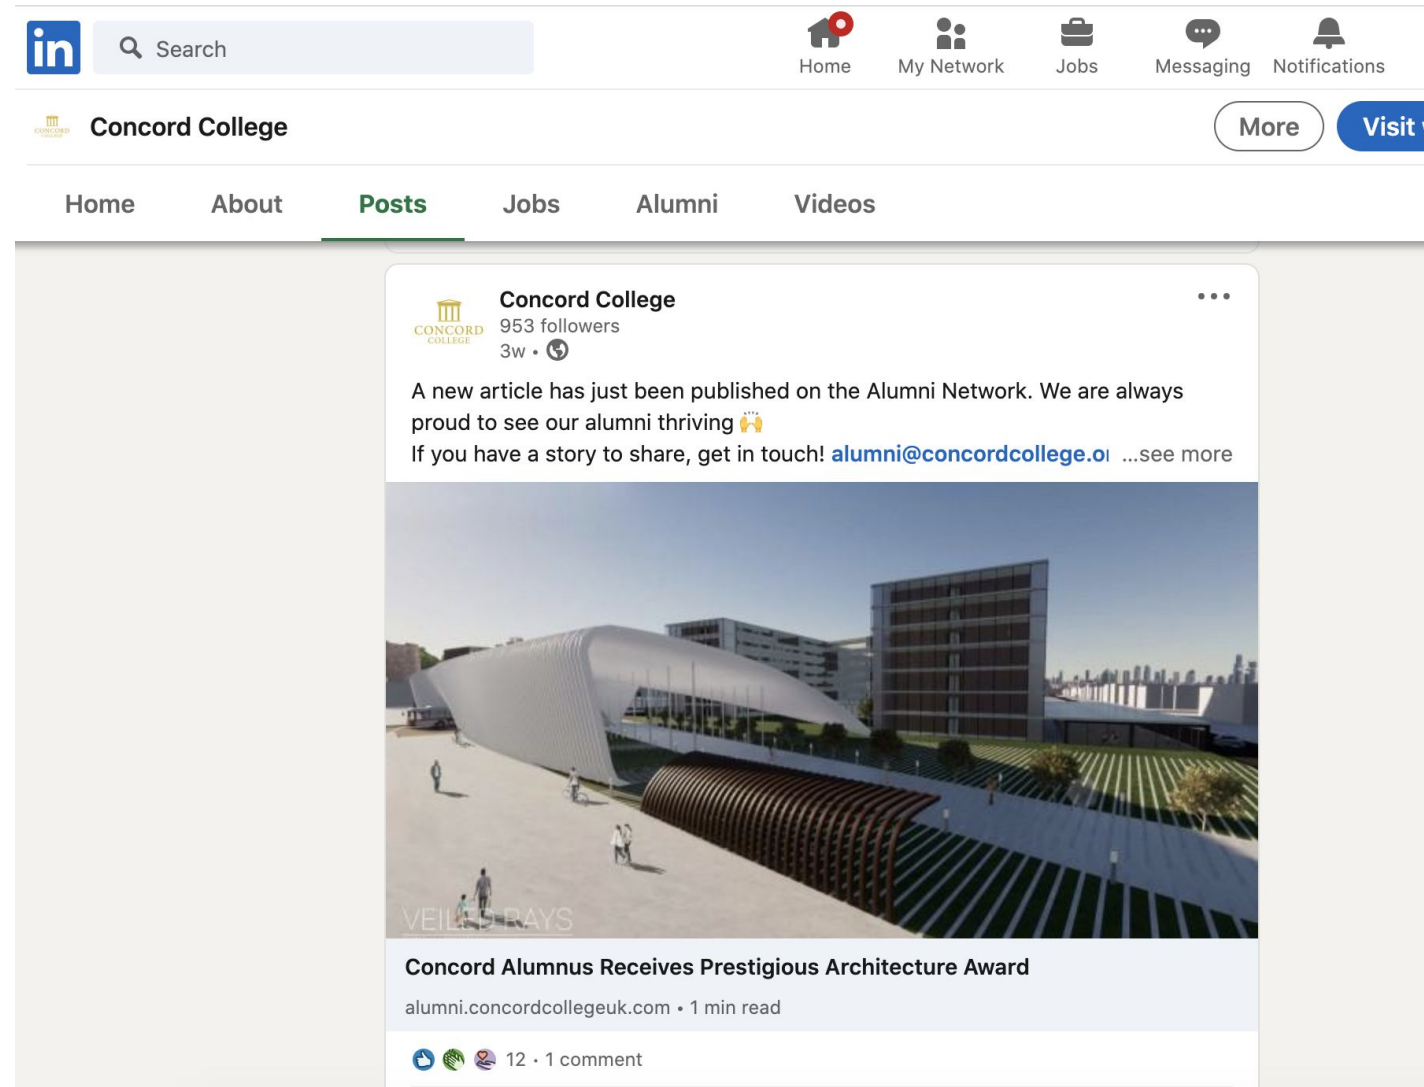 in
Search
Home
My Network
Jobs
Messaging
Notifications
CONCORD
COLLEGE
Concord College
More
Visit
Home
About
Posts
Jobs
Alumni
Videos
CONCORD
COLLEGE
Concord College
953 followers
3w •
A new article has just been published on the Alumni Network. We are always
proud to see our alumni thriving 🙌
If you have a story to share, get in touch! alumni@concordcollege.o ...see more
VEILED RAYS
Concord Alumnus Receives Prestigious Architecture Award
alumni.concordcollegeuk.com • 1 min read
12 · 1 comment